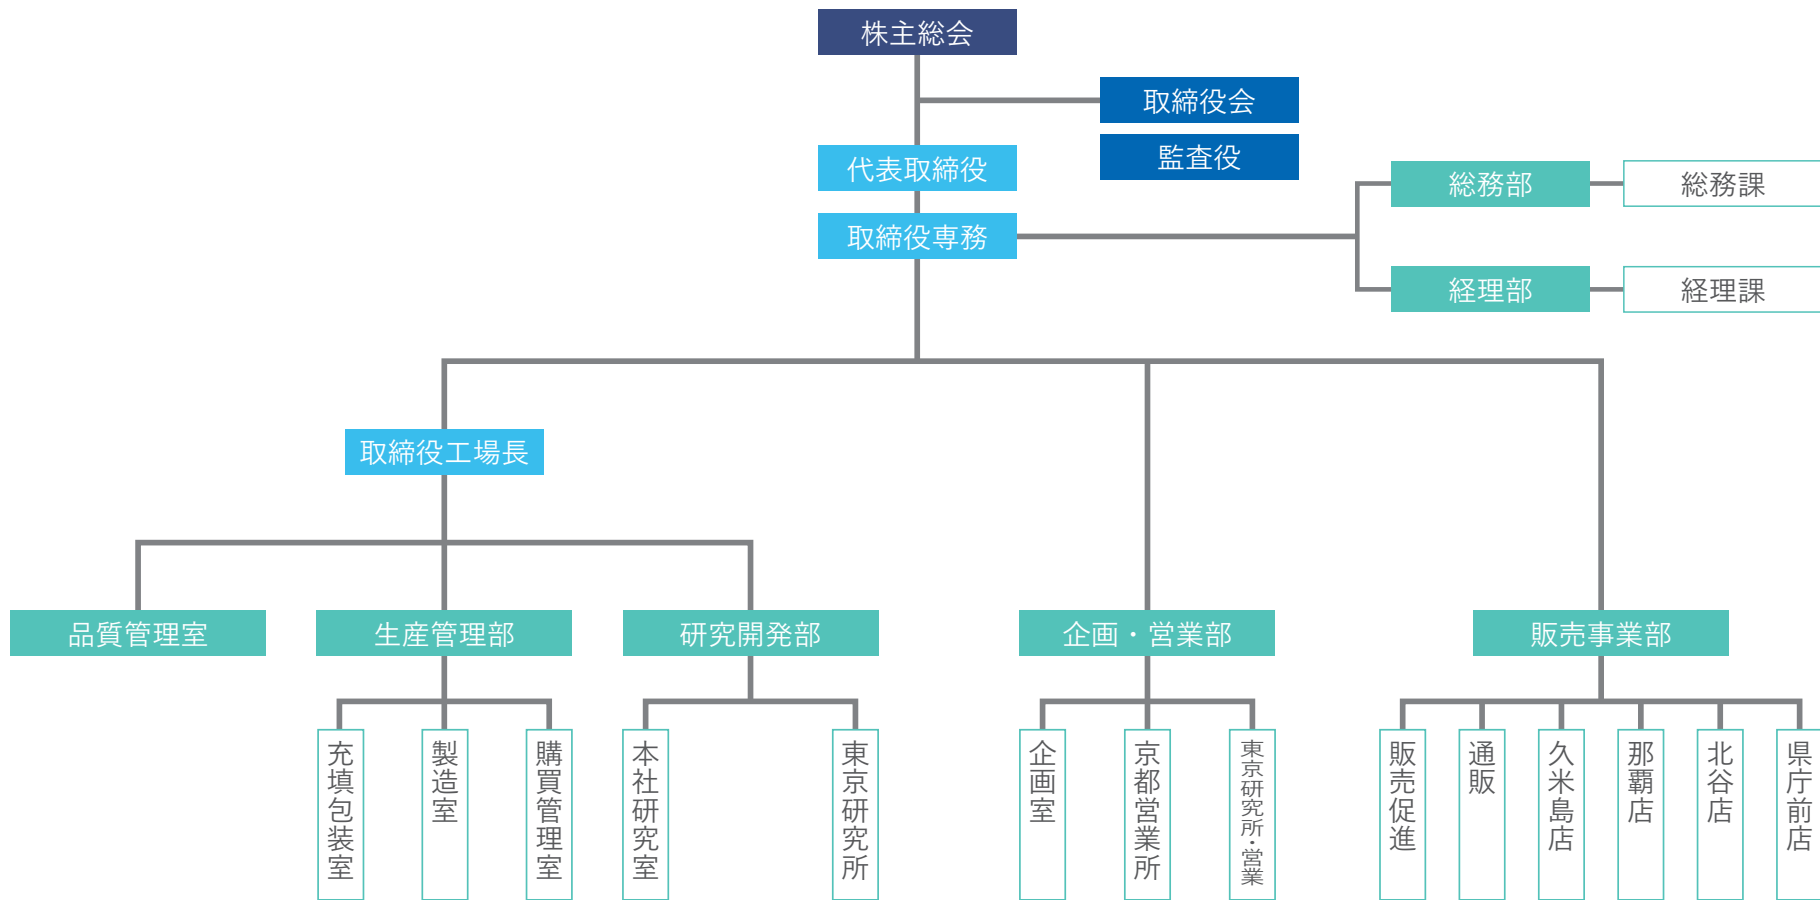 株主総会
取締役会
監査役
代表取締役
総務部
総務課
取締役専務
経理部
経理課
取締役工場長
品質管理室
生産管理部
研究開発部
企画・営業部
販売事業部
充填包装室
製造室
購買管理室
本社研究室
東京研究所
企画室
京都営業所
東京研究所・営業
販売促進
通販
久米島店
那覇店
北谷店
県庁前店